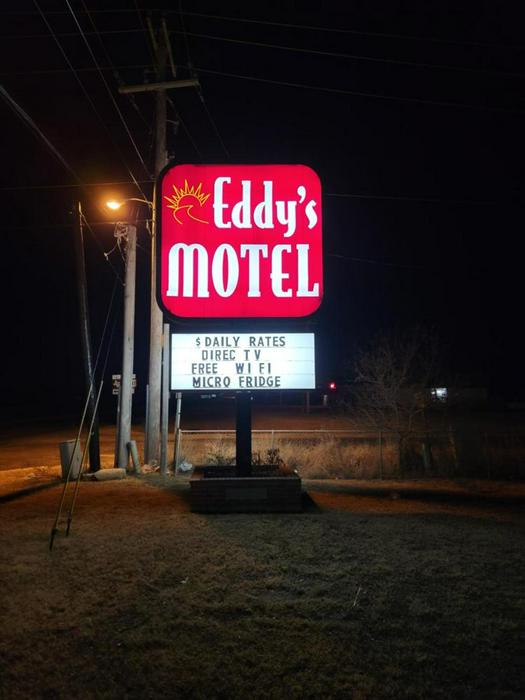 Eddy's
MOTEL
$ DAILY RATES
DIREC TV
FREE WI FI
MICRO FRIDGE